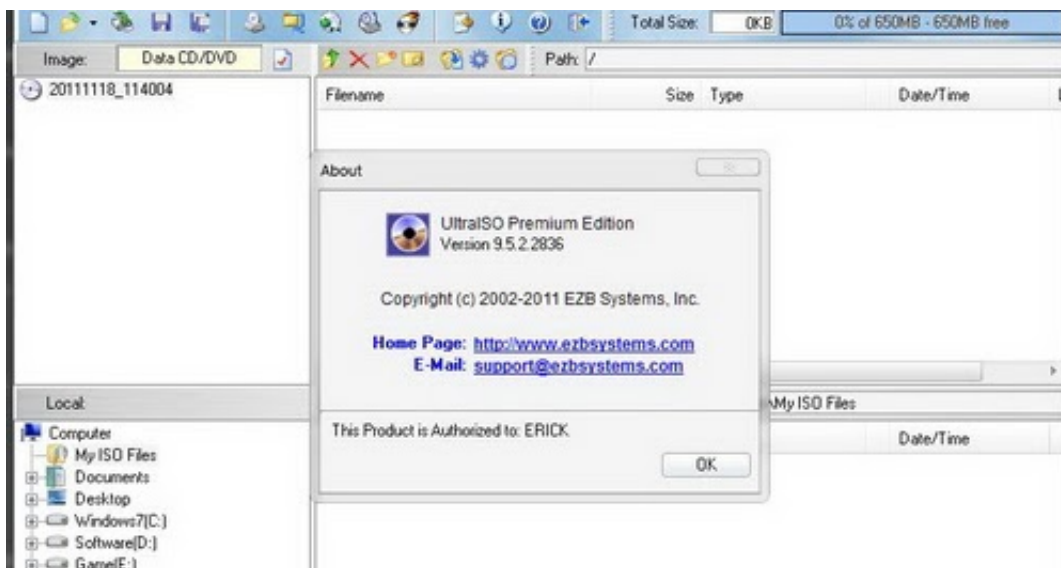 Total Size: 0KB 0% of 650MB - 650MB free
Image: Data CD/DVD Path: /
20111118_114004
Filename Size Type Date/Time
About
UltraISO Premium Edition
Version 9.5.2.2836
Copyright (c) 2002-2011 EZB Systems, Inc.
Home Page: http://www.ezbsystems.com
E-Mail: support@ezbsystems.com
This Product is Authorized to: ERICK
OK
Local: \My ISO Files
Date/Time
Computer
My ISO Files
Documents
Desktop
Windows7(C:)
Software(D:)
Game(E:)